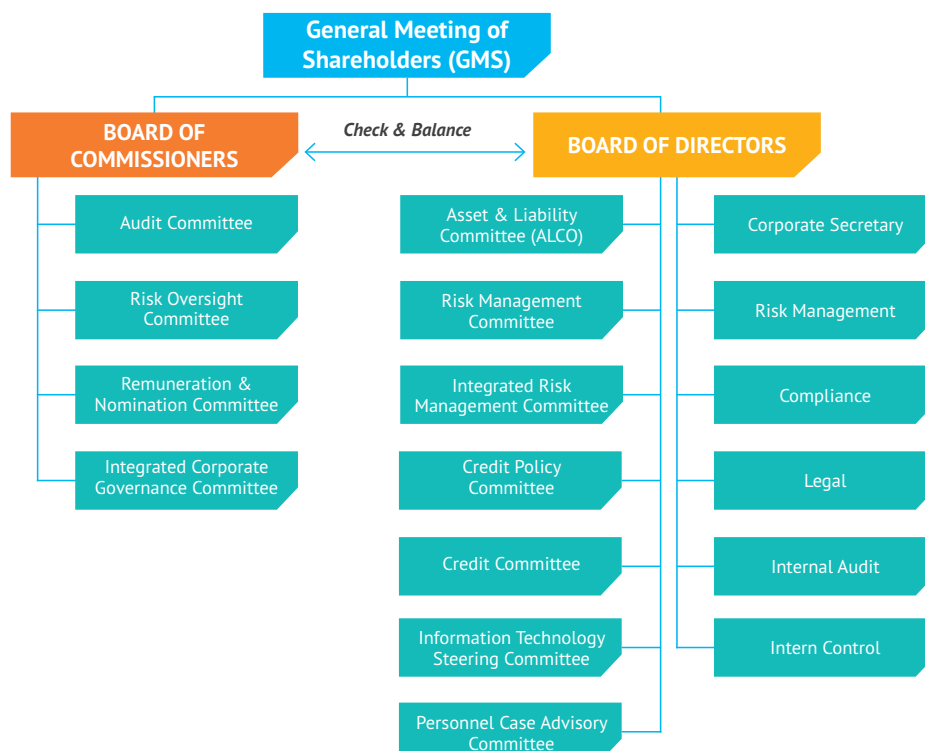 General Meeting of
Shareholders (GMS)
BOARD OF
COMMISSIONERS
Check & Balance
BOARD OF DIRECTORS
Audit Committee
Risk Oversight
Committee
Remuneration &
Nomination Committee
Integrated Corporate
Governance Committee
Asset & Liability
Committee (ALCO)
Risk Management
Committee
Integrated Risk
Management Committee
Credit Policy
Committee
Credit Committee
Information Technology
Steering Committee
Personnel Case Advisory
Committee
Corporate Secretary
Risk Management
Compliance
Legal
Internal Audit
Intern Control